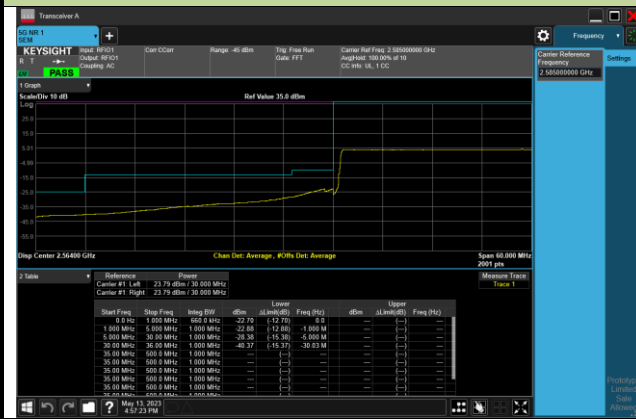 Transceiver A
5G NR 1
SEM
Frequency
KEYSIGHT Input: RFIO1 Corr CCorr Range: -45 dBm Trig: Free Run Carrier Ref Freq: 2.585000000 GHz
R T Output: RFIO1 Gate: FFT Avg|Hold: 100.00% of 10
Coupling: AC CC Info: UL, 1 CC
PASS
Carrier Reference
Frequency
2.585000000 GHz
Settings
1 Graph
Scale/Div 10 dB Ref Value 35.0 dBm
Log
25.0
15.0
5.01
-4.99
-15.0
-25.0
-35.0
-45.0
-55.0
Disp Center 2.56400 GHz Chan Det: Average, #Offs Det: Average Span 60.000 MHz
2001 pts
2 Table Reference Power Measure Trace
Carrier #1: Left 23.79 dBm / 30.000 MHz Trace 1
Carrier #1: Right 23.79 dBm / 30.000 MHz
Lower Upper
Start Freq Stop Freq Integ BW dBm ΔLimit(dB) Freq (Hz) dBm ΔLimit(dB) Freq (Hz)
0.0 Hz 1.000 MHz 660.0 kHz -22.70 (-12.70) 0.0 --- (---) ---
1.000 MHz 5.000 MHz 1.000 MHz -22.88 (-12.88) -1.000 M --- (---) ---
5.000 MHz 30.00 MHz 1.000 MHz -28.38 (-15.38) -5.000 M --- (---) ---
30.00 MHz 36.00 MHz 1.000 MHz -40.37 (-15.37) -30.03 M --- (---) ---
35.00 MHz 500.0 MHz 1.000 MHz --- (---) --- --- (---) ---
35.00 MHz 500.0 MHz 1.000 MHz --- (---) --- --- (---) ---
35.00 MHz 500.0 MHz 1.000 MHz --- (---) --- --- (---) ---
35.00 MHz 500.0 MHz 1.000 MHz --- (---) --- --- (---) ---
35.00 MHz 500.0 MHz 1.000 MHz --- (---) --- --- (---) ---
May 13, 2023
4:57:23 PM
Limited
Sale